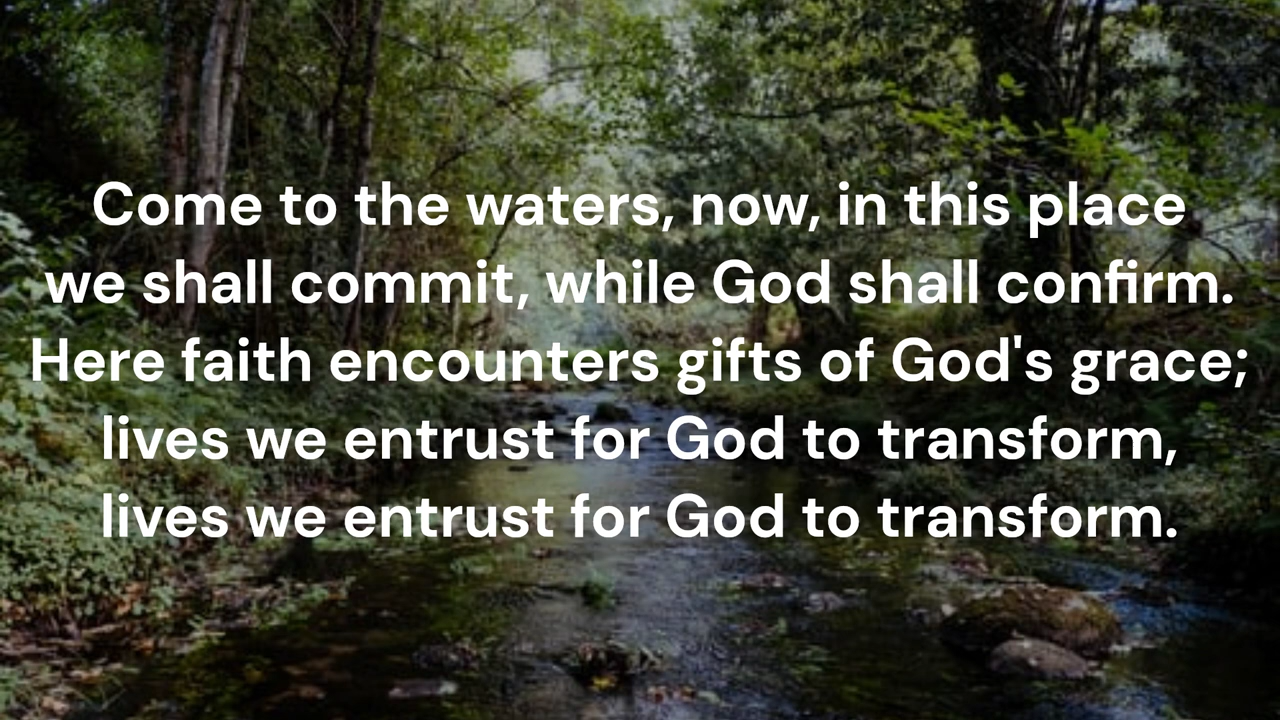 Come to the waters, now, in this place
we shall commit, while God shall confirm.
Here faith encounters gifts of God's grace;
lives we entrust for God to transform,
lives we entrust for God to transform.